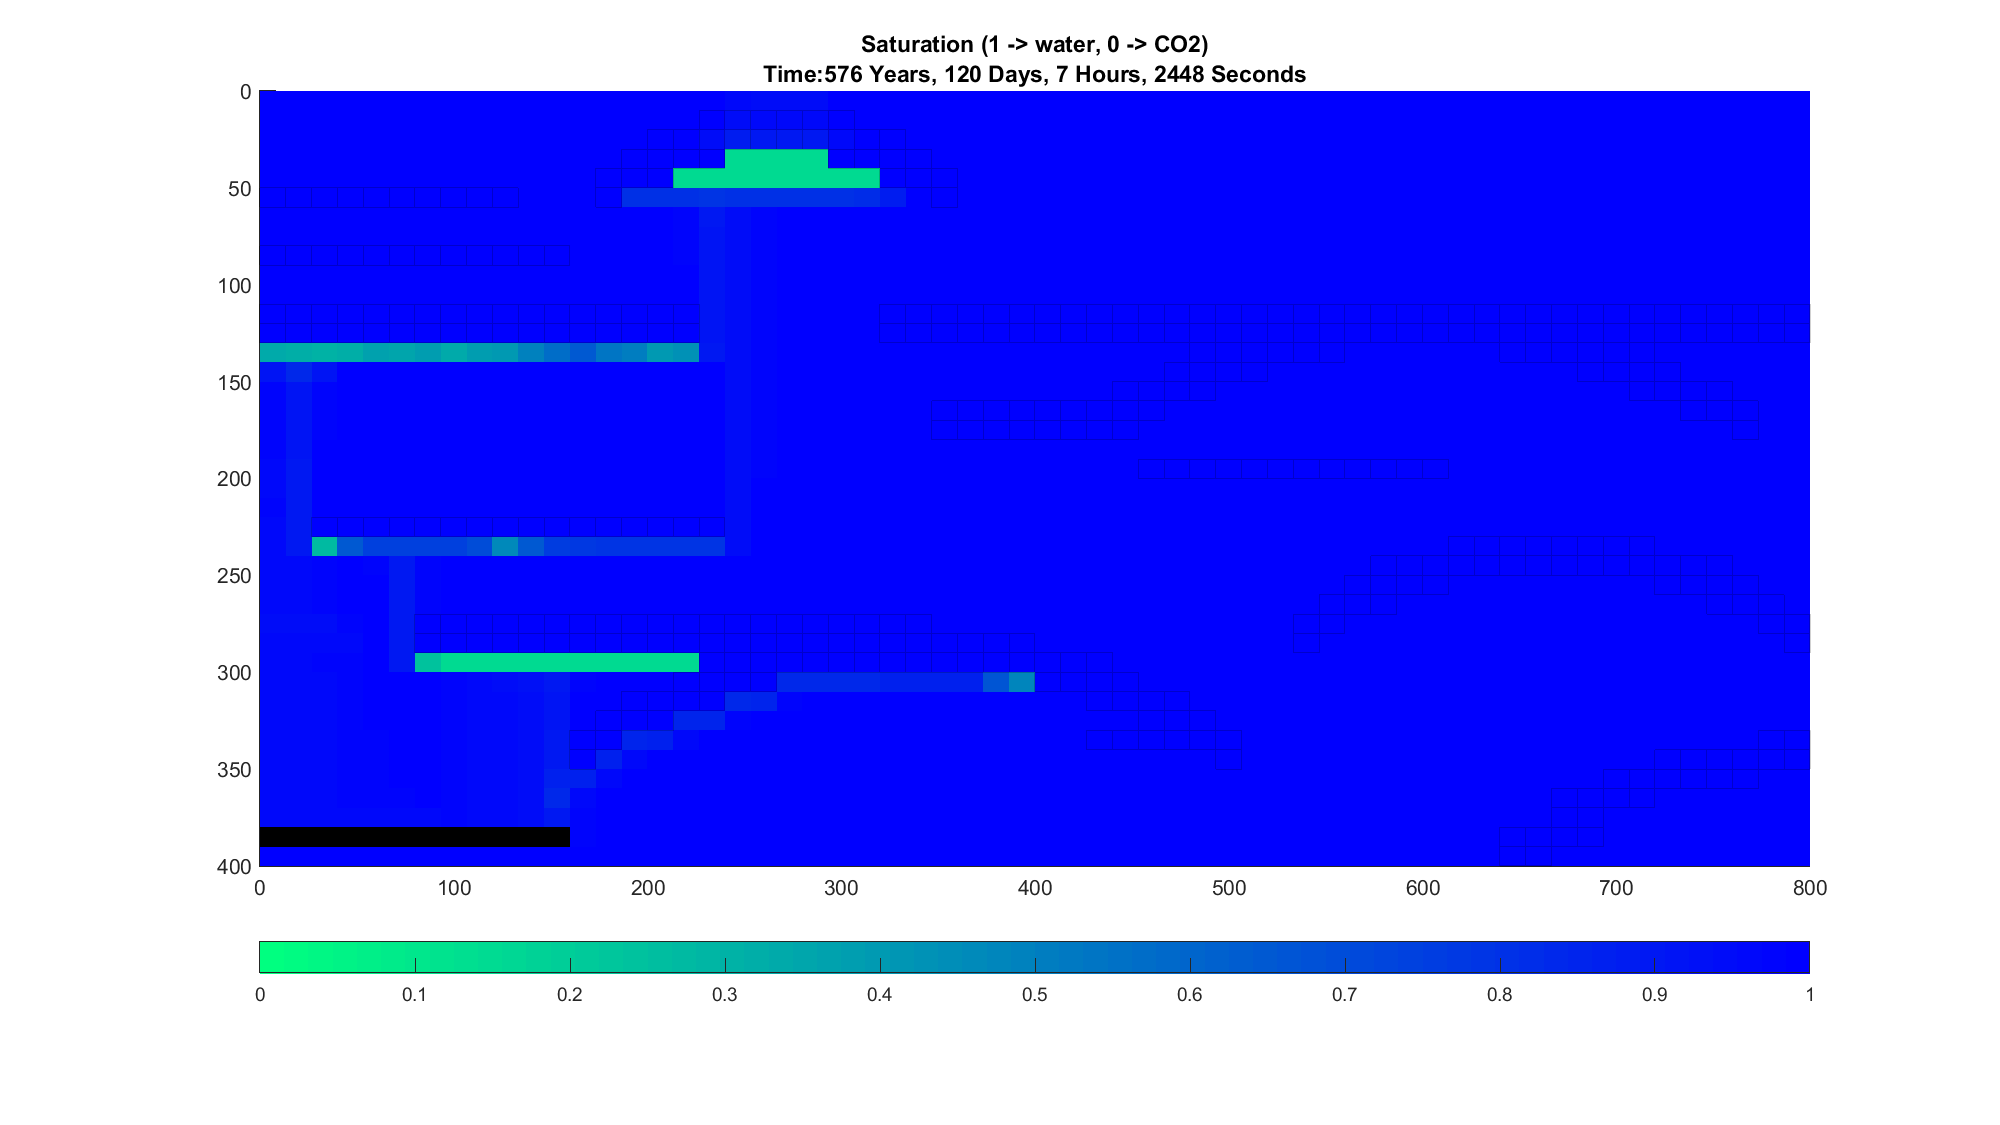 Saturation (1 -> water, 0 -> CO2)
Time:576 Years, 120 Days, 7 Hours, 2448 Seconds
0
50
100
150
200
250
300
350
400
0 100 200 300 400 500 600 700 800
0 0.1 0.2 0.3 0.4 0.5 0.6 0.7 0.8 0.9 1